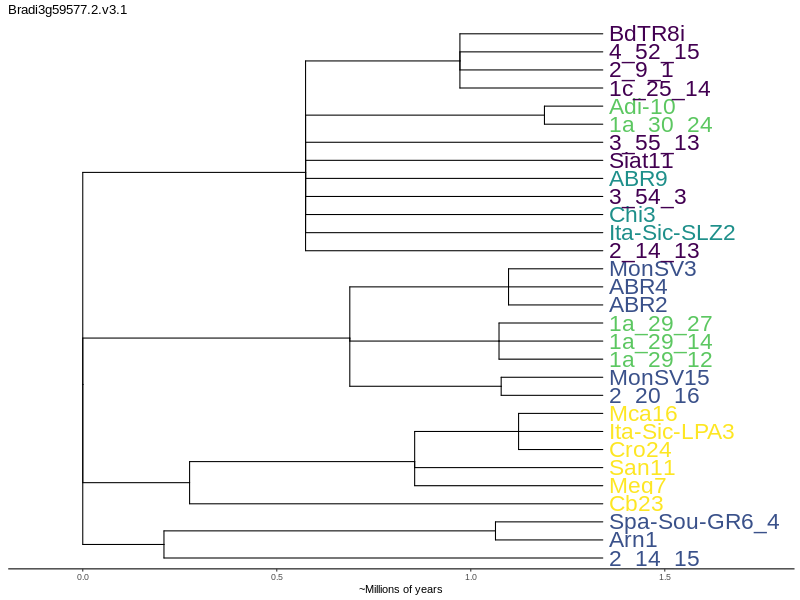 Bradi3g59577.2.v3.1
BdTR8i
4_52_15
2_9_1
1c_25_14
Adi-10
1a_30_24
3_55_13
Siat11
ABR9
3_54_3
Chi3
Ita-Sic-SLZ2
2_14_13
MonSV3
ABR4
ABR2
1a_29_27
1a_29_14
1a_29_12
MonSV15
2_20_16
Mca16
Ita-Sic-LPA3
Cro24
San11
Meg7
Cb23
Spa-Sou-GR6_4
Arn1
2_14_15
0.0 0.5 1.0 1.5
~Millions of years